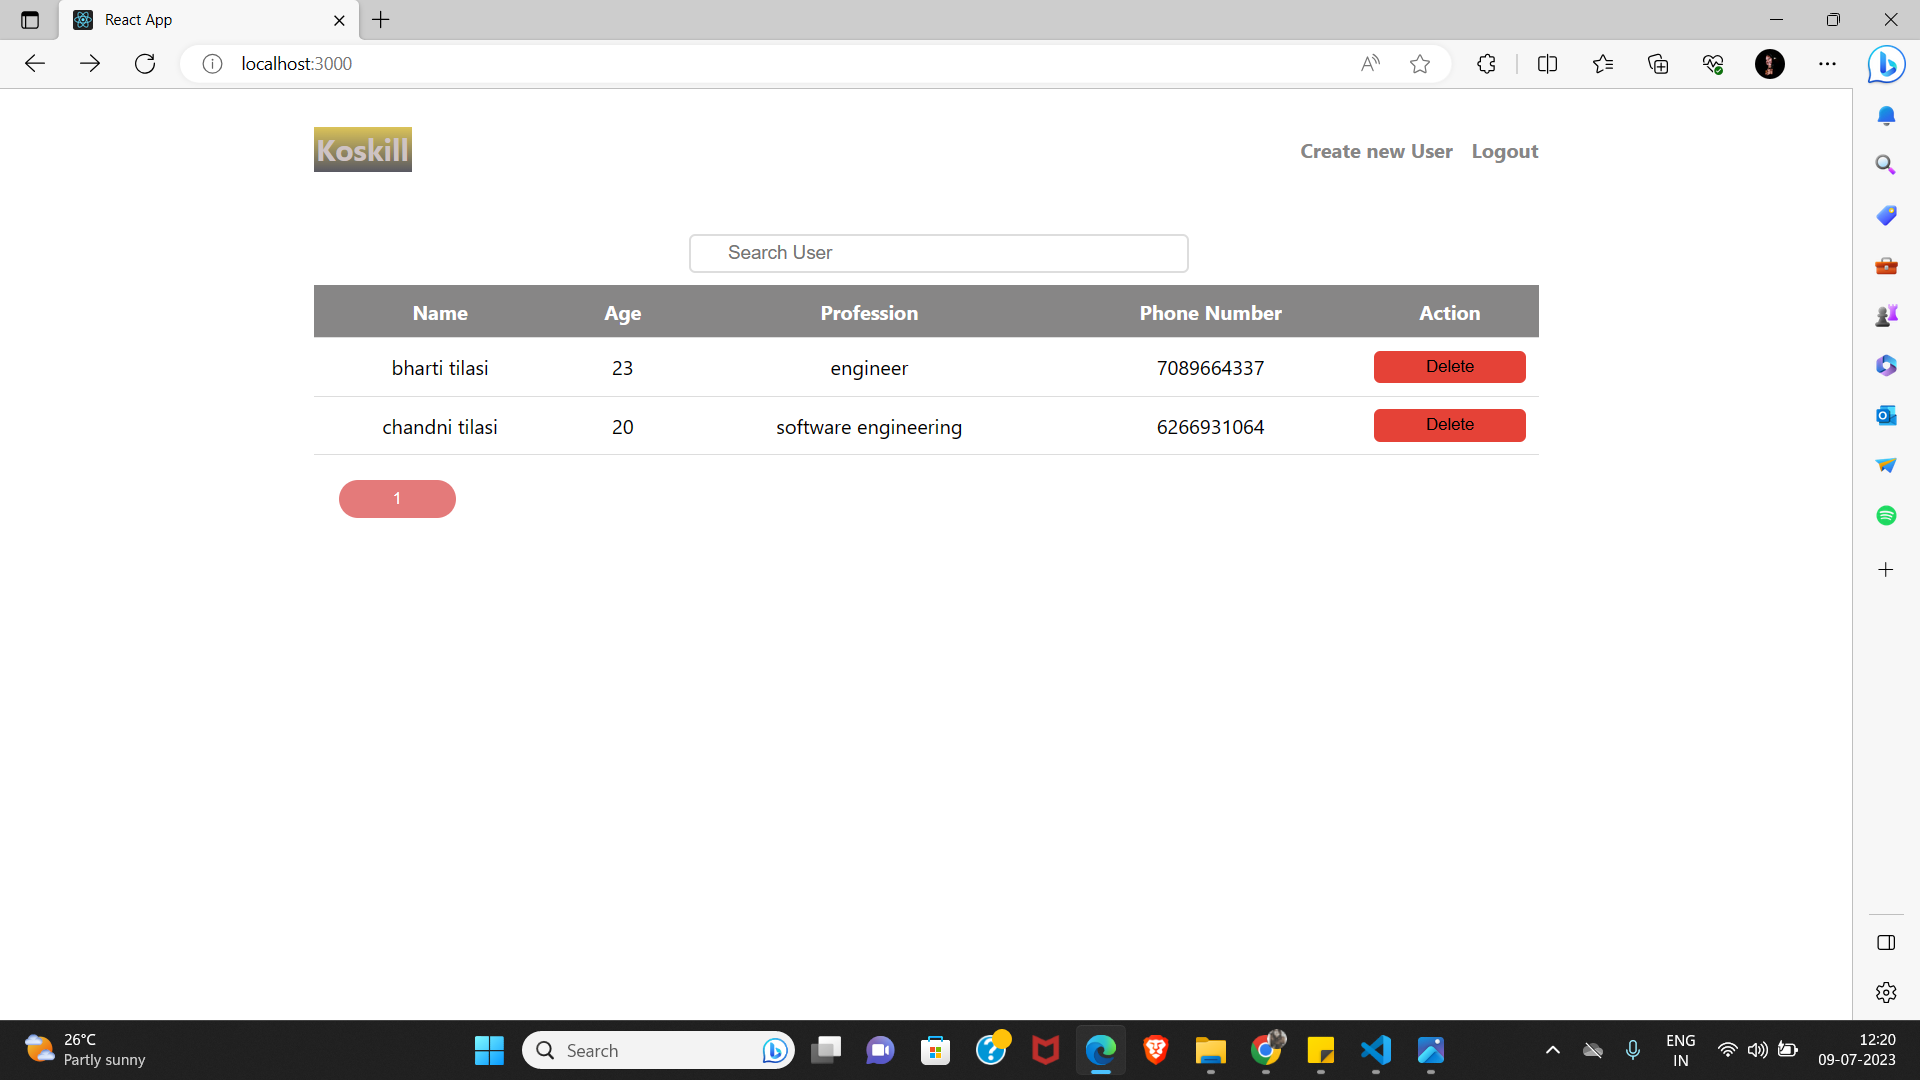 React App
localhost:3000
Koskill
Create new User Logout
Search User
Name Age Profession Phone Number Action
bharti tilasi 23 engineer 7089664337 Delete
chandni tilasi 20 software engineering 6266931064 Delete
1
26°C
Partly sunny
Search
ENG
IN
12:20
09-07-2023